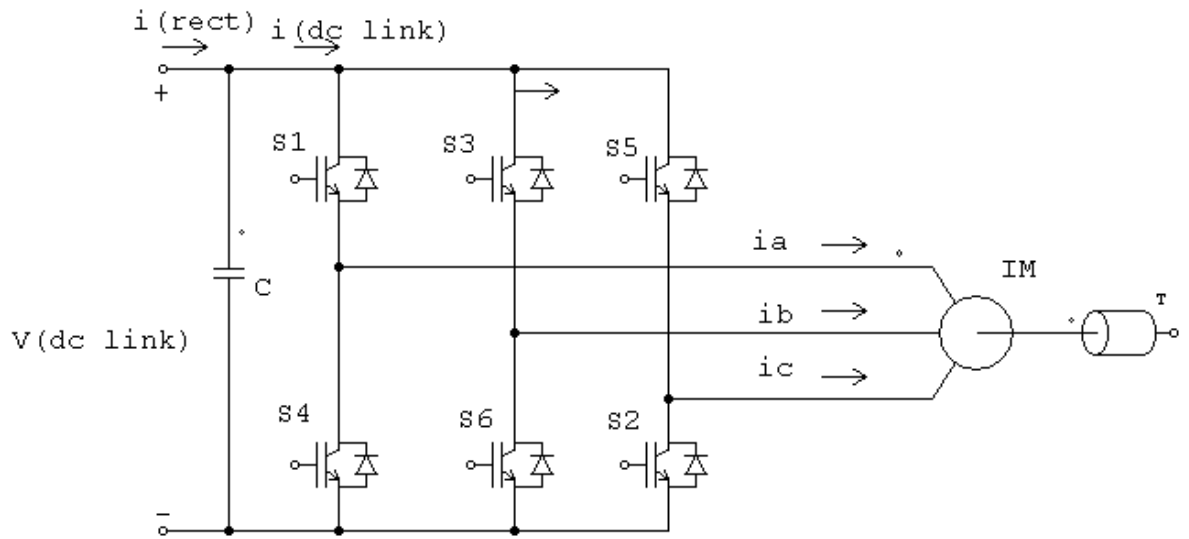 i(rect) i(dc link)
+
S1 S3 S5
ia
IM
T
C
ib
V(dc link)
ic
S4 S6 S2
-